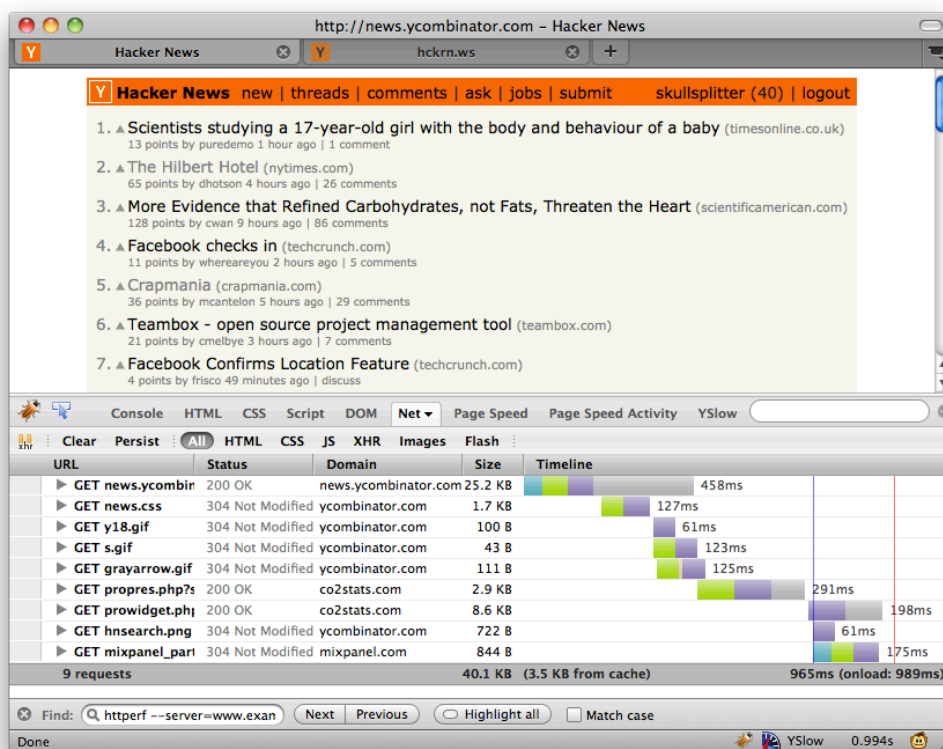 http://news.ycombinator.com – Hacker News
Y Hacker News Y hckrn.ws +
Y Hacker News new | threads | comments | ask | jobs | submit skullsplitter (40) | logout
1. Scientists studying a 17-year-old girl with the body and behaviour of a baby (timesonline.co.uk)
13 points by puredemo 1 hour ago | 1 comment
2. The Hilbert Hotel (nytimes.com)
65 points by dhotson 4 hours ago | 26 comments
3. More Evidence that Refined Carbohydrates, not Fats, Threaten the Heart (scientificamerican.com)
128 points by cwan 9 hours ago | 86 comments
4. Facebook checks in (techcrunch.com)
11 points by whereareyou 2 hours ago | 5 comments
5. Crapmania (crapmania.com)
36 points by mcantelon 5 hours ago | 29 comments
6. Teambox - open source project management tool (teambox.com)
21 points by cmelbye 3 hours ago | 7 comments
7. Facebook Confirms Location Feature (techcrunch.com)
4 points by frisco 49 minutes ago | discuss
Console HTML CSS Script DOM Net Page Speed Page Speed Activity YSlow
xhr Clear Persist All HTML CSS JS XHR Images Flash
URL Status Domain Size Timeline
GET news.ycombin 200 OK news.ycombinator.com 25.2 KB 458ms
GET news.css 304 Not Modified ycombinator.com 1.7 KB 127ms
GET y18.gif 304 Not Modified ycombinator.com 100 B 61ms
GET s.gif 304 Not Modified ycombinator.com 43 B 123ms
GET grayarrow.gif 304 Not Modified ycombinator.com 111 B 125ms
GET propres.php?s 200 OK co2stats.com 2.9 KB 291ms
GET prowidget.php 200 OK co2stats.com 8.6 KB 198ms
GET hnsearch.png 304 Not Modified ycombinator.com 722 B 61ms
GET mixpanel_part 304 Not Modified mixpanel.com 844 B 175ms
9 requests 40.1 KB (3.5 KB from cache) 965ms (onload: 989ms)
Find: httperf --server=www.exan Next Previous Highlight all Match case
Done YSlow 0.994s